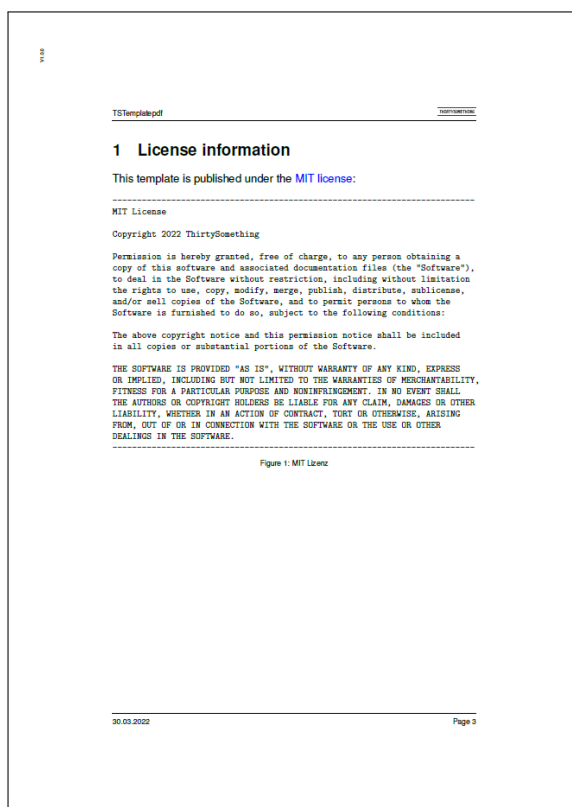 V1.0.0
TSTemplatepdf
THIRTYSOMETHING
1 License information
This template is published under the MIT license:
------------------------------------------------------------------------
MIT License
Copyright 2022 ThirtySomething
Permission is hereby granted, free of charge, to any person obtaining a
copy of this software and associated documentation files (the "Software"),
to deal in the Software without restriction, including without limitation
the rights to use, copy, modify, merge, publish, distribute, sublicense,
and/or sell copies of the Software, and to permit persons to whom the
Software is furnished to do so, subject to the following conditions:
The above copyright notice and this permission notice shall be included
in all copies or substantial portions of the Software.
THE SOFTWARE IS PROVIDED "AS IS", WITHOUT WARRANTY OF ANY KIND, EXPRESS
OR IMPLIED, INCLUDING BUT NOT LIMITED TO THE WARRANTIES OF MERCHANTABILITY,
FITNESS FOR A PARTICULAR PURPOSE AND NONINFRINGEMENT. IN NO EVENT SHALL
THE AUTHORS OR COPYRIGHT HOLDERS BE LIABLE FOR ANY CLAIM, DAMAGES OR OTHER
LIABILITY, WHETHER IN AN ACTION OF CONTRACT, TORT OR OTHERWISE, ARISING
FROM, OUT OF OR IN CONNECTION WITH THE SOFTWARE OR THE USE OR OTHER
DEALINGS IN THE SOFTWARE.
------------------------------------------------------------------------
Figure 1: MIT Lizenz
30.03.2022
Page 3